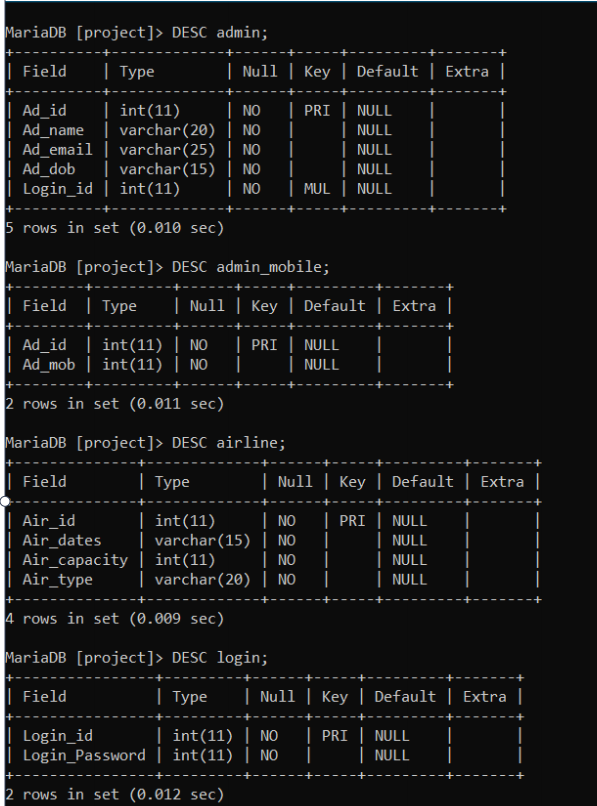 MariaDB [project]> DESC admin;
+----------+-------------+------+-----+---------+-------+
| Field    | Type        | Null | Key | Default | Extra |
+----------+-------------+------+-----+---------+-------+
| Ad_id    | int(11)     | NO   | PRI | NULL    |       |
| Ad_name  | varchar(20) | NO   |     | NULL    |       |
| Ad_email | varchar(25) | NO   |     | NULL    |       |
| Ad_dob   | varchar(15) | NO   |     | NULL    |       |
| Login_id | int(11)     | NO   | MUL | NULL    |       |
+----------+-------------+------+-----+---------+-------+
5 rows in set (0.010 sec)
MariaDB [project]> DESC admin_mobile;
+--------+---------+------+-----+---------+-------+
| Field  | Type    | Null | Key | Default | Extra |
+--------+---------+------+-----+---------+-------+
| Ad_id  | int(11) | NO   | PRI | NULL    |       |
| Ad_mob | int(11) | NO   |     | NULL    |       |
+--------+---------+------+-----+---------+-------+
2 rows in set (0.011 sec)
MariaDB [project]> DESC airline;
+--------------+-------------+------+-----+---------+-------+
| Field        | Type        | Null | Key | Default | Extra |
+--------------+-------------+------+-----+---------+-------+
| Air_id       | int(11)     | NO   | PRI | NULL    |       |
| Air_dates    | varchar(15) | NO   |     | NULL    |       |
| Air_capacity | int(11)     | NO   |     | NULL    |       |
| Air_type     | varchar(20) | NO   |     | NULL    |       |
+--------------+-------------+------+-----+---------+-------+
4 rows in set (0.009 sec)
MariaDB [project]> DESC login;
+----------------+---------+------+-----+---------+-------+
| Field          | Type    | Null | Key | Default | Extra |
+----------------+---------+------+-----+---------+-------+
| Login_id       | int(11) | NO   | PRI | NULL    |       |
| Login_Password | int(11) | NO   |     | NULL    |       |
+----------------+---------+------+-----+---------+-------+
2 rows in set (0.012 sec)